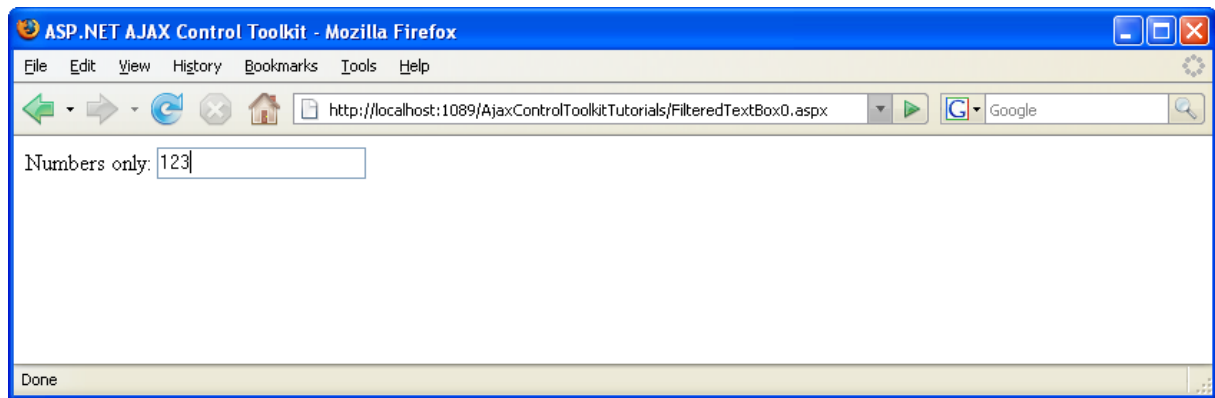 ASP.NET AJAX Control Toolkit - Mozilla Firefox
File Edit View History Bookmarks Tools Help
http://localhost:1089/AjaxControlToolkitTutorials/FilteredTextBox0.aspx G Google
Numbers only: 123
Done